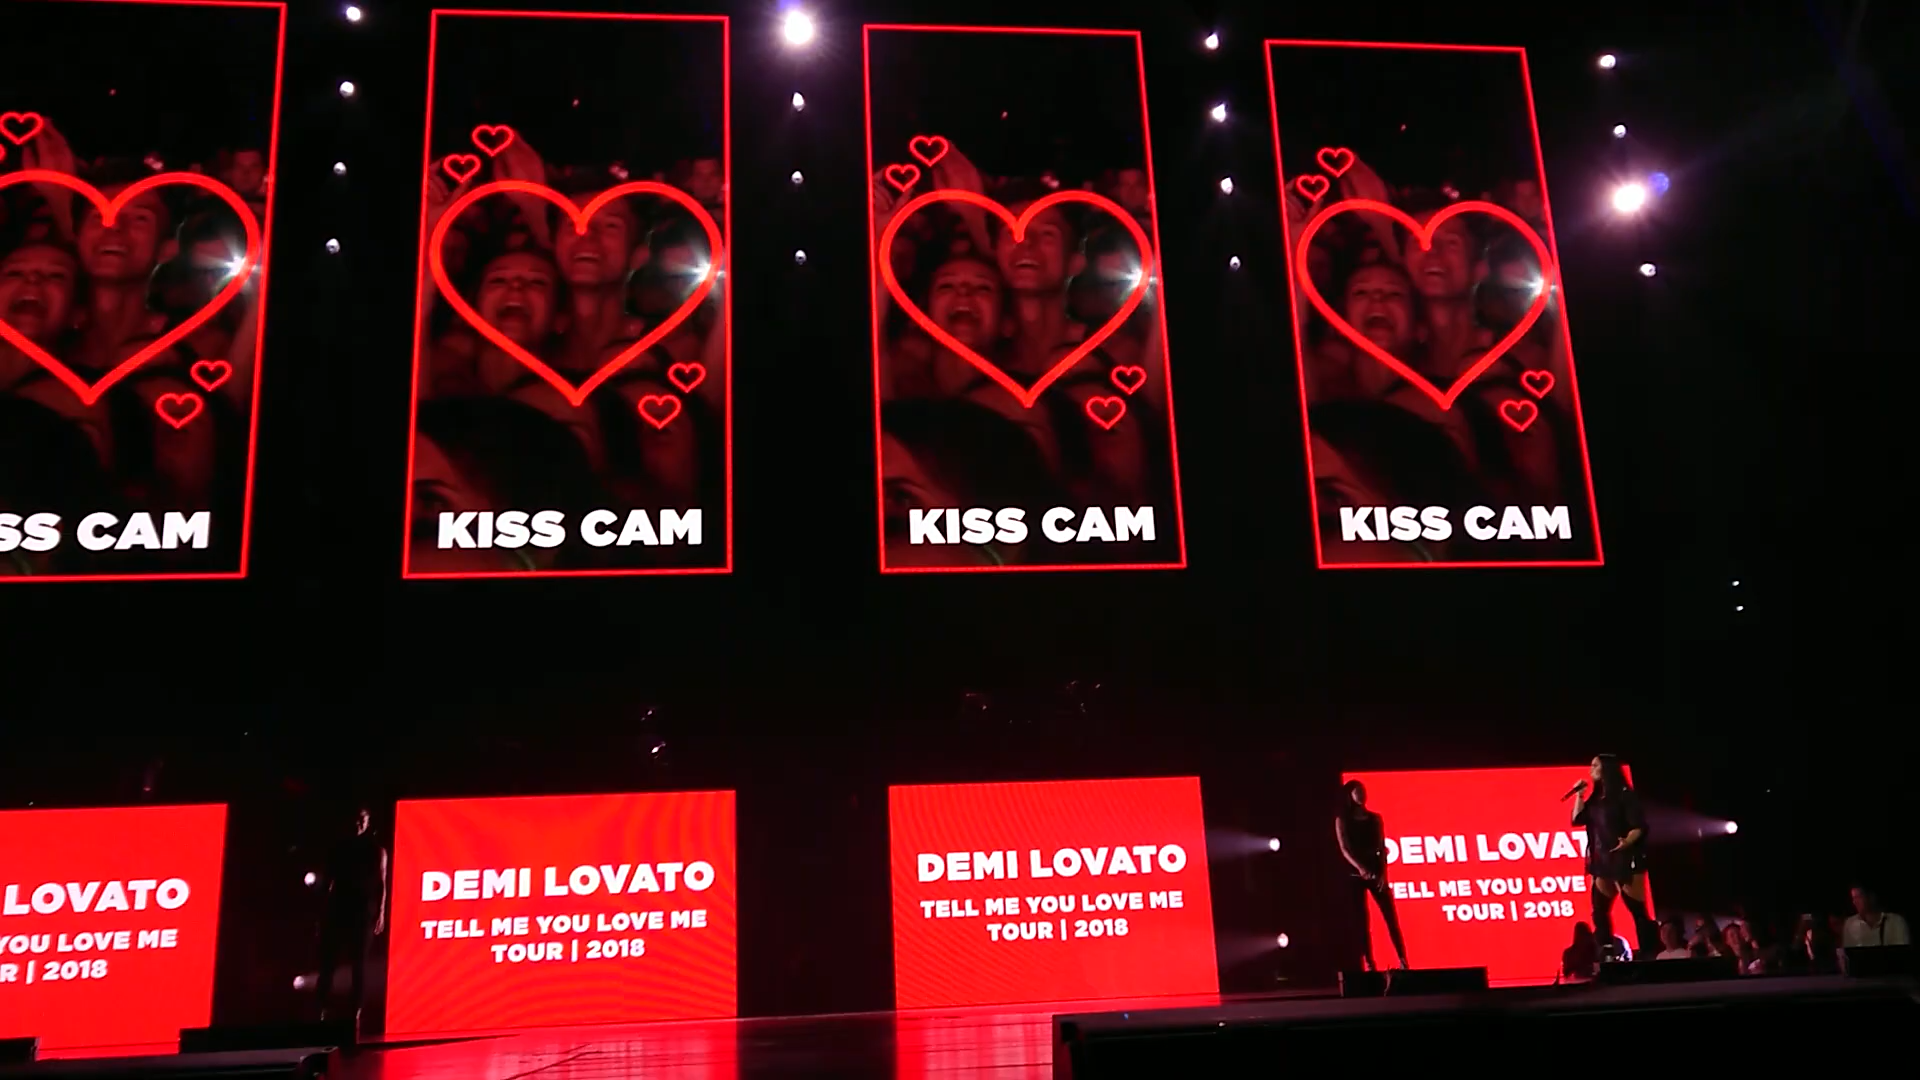 SS CAM
KISS CAM
KISS CAM
KISS CAM
LOVATO
YOU LOVE ME
R | 2018
DEMI LOVATO
TELL ME YOU LOVE ME
TOUR | 2018
DEMI LOVATO
TELL ME YOU LOVE ME
TOUR | 2018
DEMI LOVAT
TELL ME YOU LOVE
TOUR | 2018